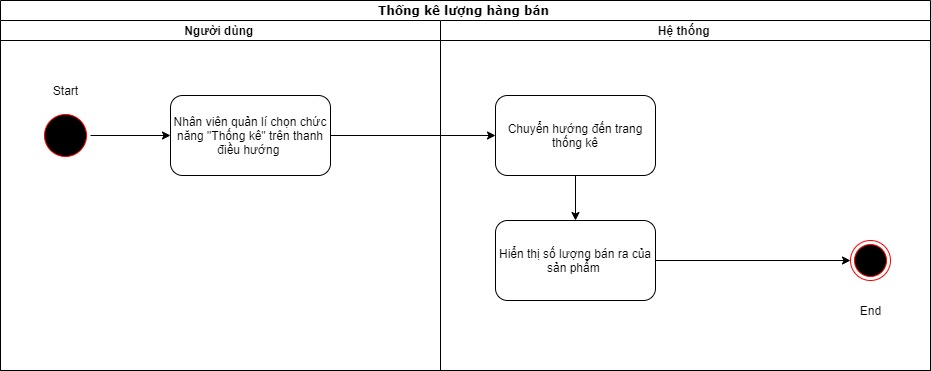 Thống kê lượng hàng bán
Người dùng
Hệ thống
Start
Nhân viên quản lí chọn chức
năng "Thống kê" trên thanh
điều hướng
Chuyển hướng đến trang
thống kê
Hiển thị số lượng bán ra của
sản phẩm
End